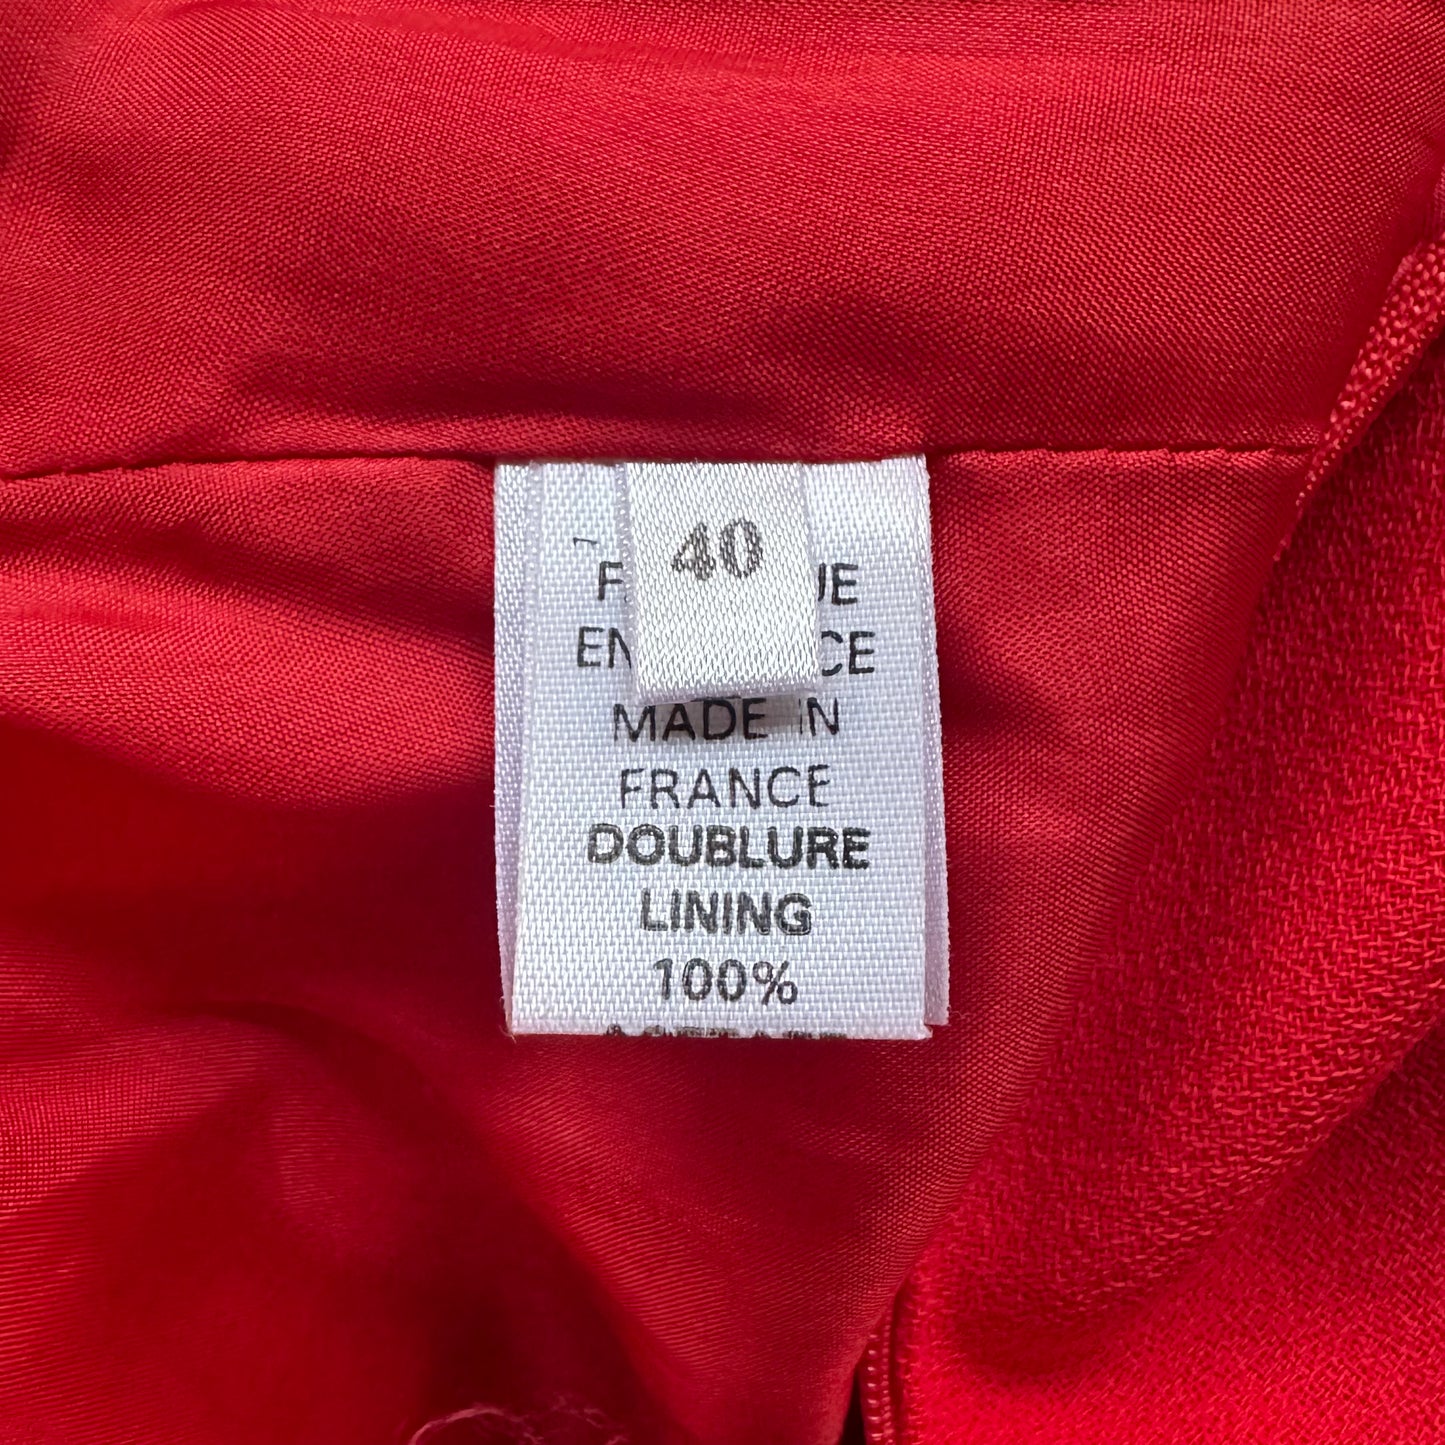 40
MADE IN
FRANCE
DOUBLURE
LINING
100%